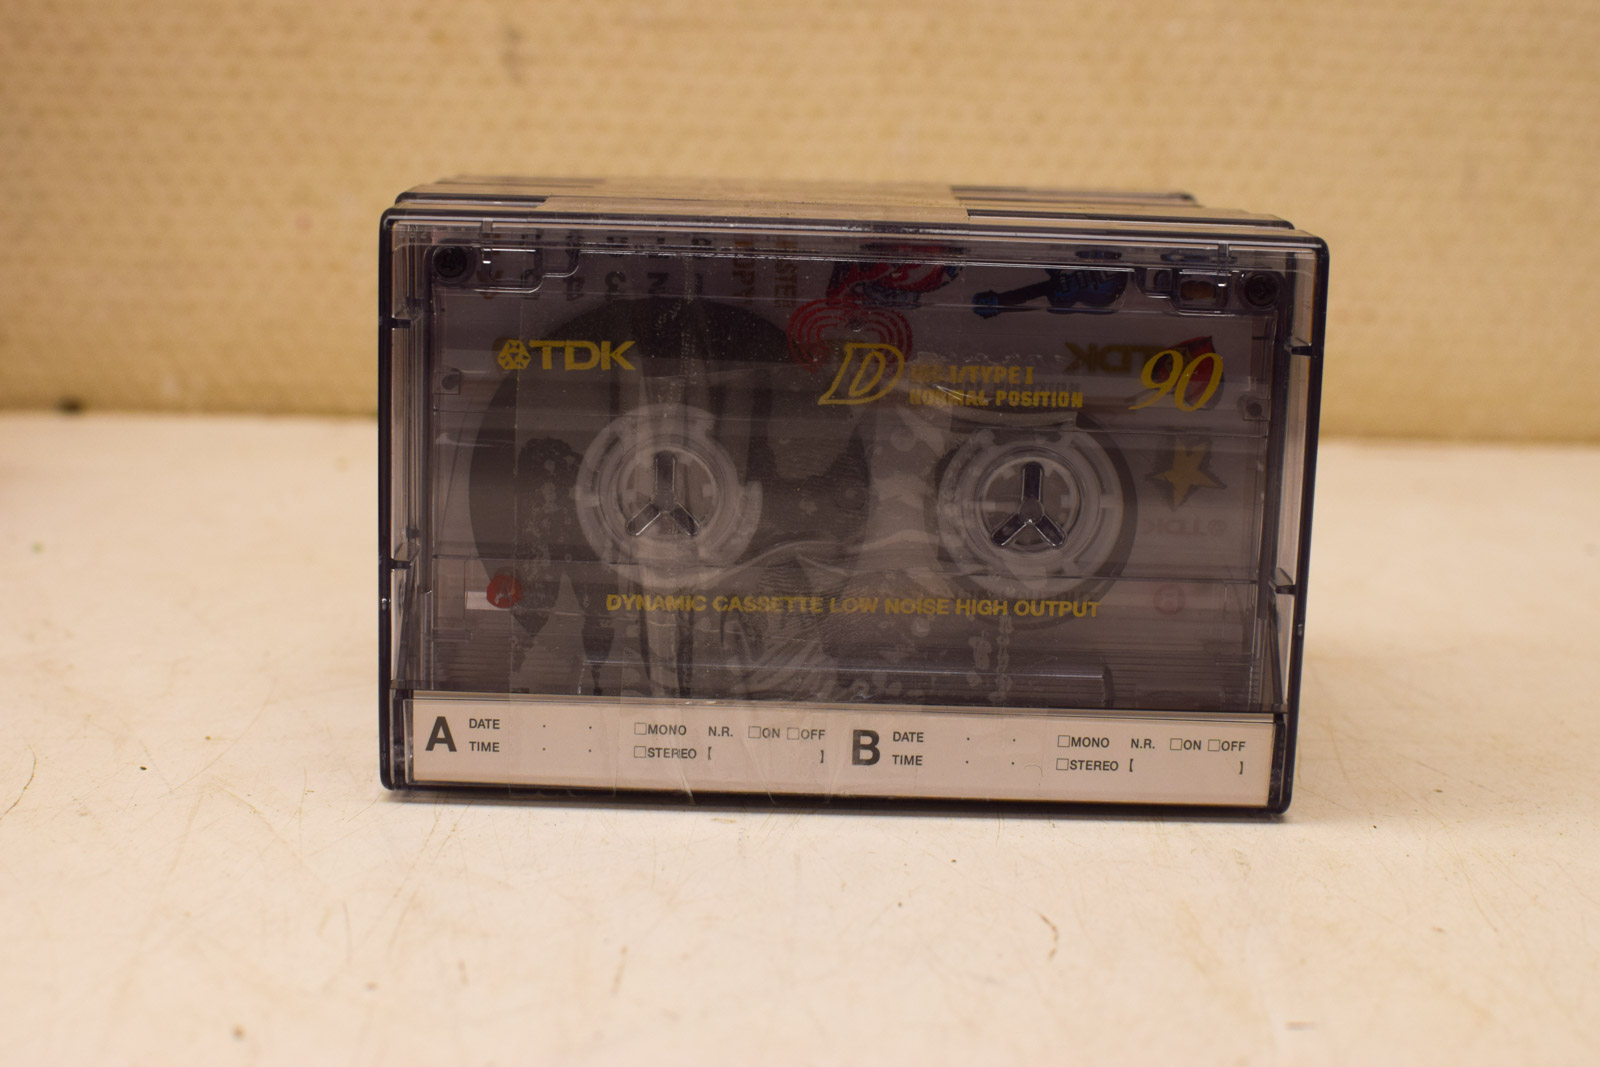 TDK
D
/TYPE I
NORMAL POSITION
90
DYNAMIC CASSETTE LOW NOISE HIGH OUTPUT
A DATE . . □MONO N.R. □ON □OFF
TIME . . □STEREO [ ]
B DATE . . □MONO N.R. □ON □OFF
TIME . . □STEREO [ ]